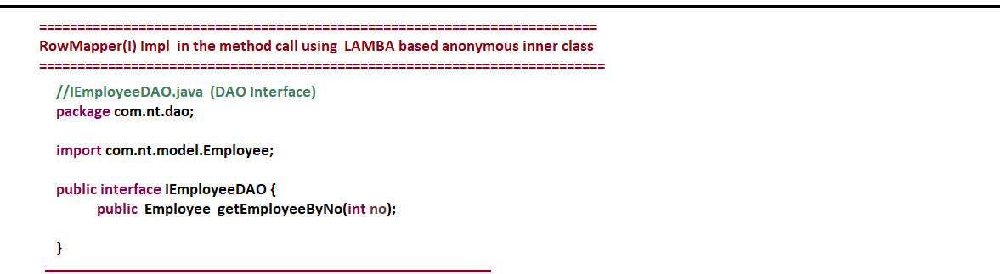 =========================================================================
RowMapper(I) Impl  in the method call using  LAMBA based anonymous inner class
==========================================================================
//IEmployeeDAO.java  (DAO Interface)
package com.nt.dao;
import com.nt.model.Employee;
public interface IEmployeeDAO {
public  Employee  getEmployeeByNo(int no);
}